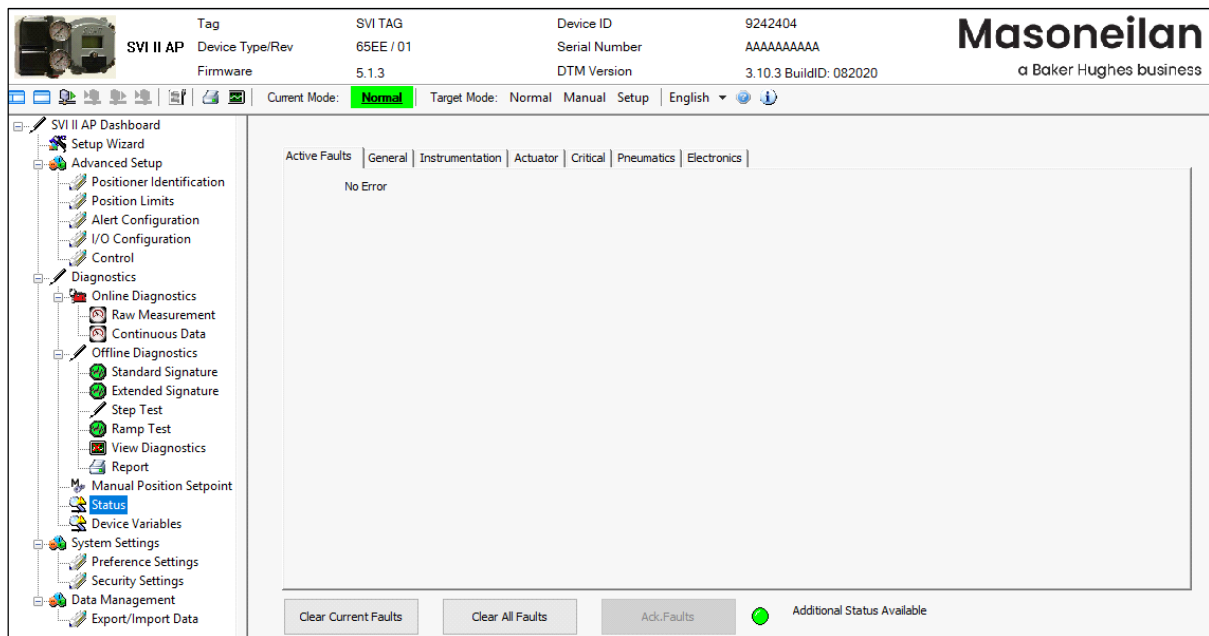 SVI II AP
Tag SVI TAG Device ID 9242404
Device Type/Rev 65EE / 01 Serial Number AAAAAAAAAA
Firmware 5.1.3 DTM Version 3.10.3 BuildID: 082020
Masoneilan
a Baker Hughes business
Current Mode: Normal Target Mode: Normal Manual Setup English
SVI II AP Dashboard
Setup Wizard
Advanced Setup
Positioner Identification
Position Limits
Alert Configuration
I/O Configuration
Control
Diagnostics
Online Diagnostics
Raw Measurement
Continuous Data
Offline Diagnostics
Standard Signature
Extended Signature
Step Test
Ramp Test
View Diagnostics
Report
Manual Position Setpoint
Status
Device Variables
System Settings
Preference Settings
Security Settings
Data Management
Export/Import Data
Active Faults General Instrumentation Actuator Critical Pneumatics Electronics
No Error
Clear Current Faults Clear All Faults Ack.Faults Additional Status Available